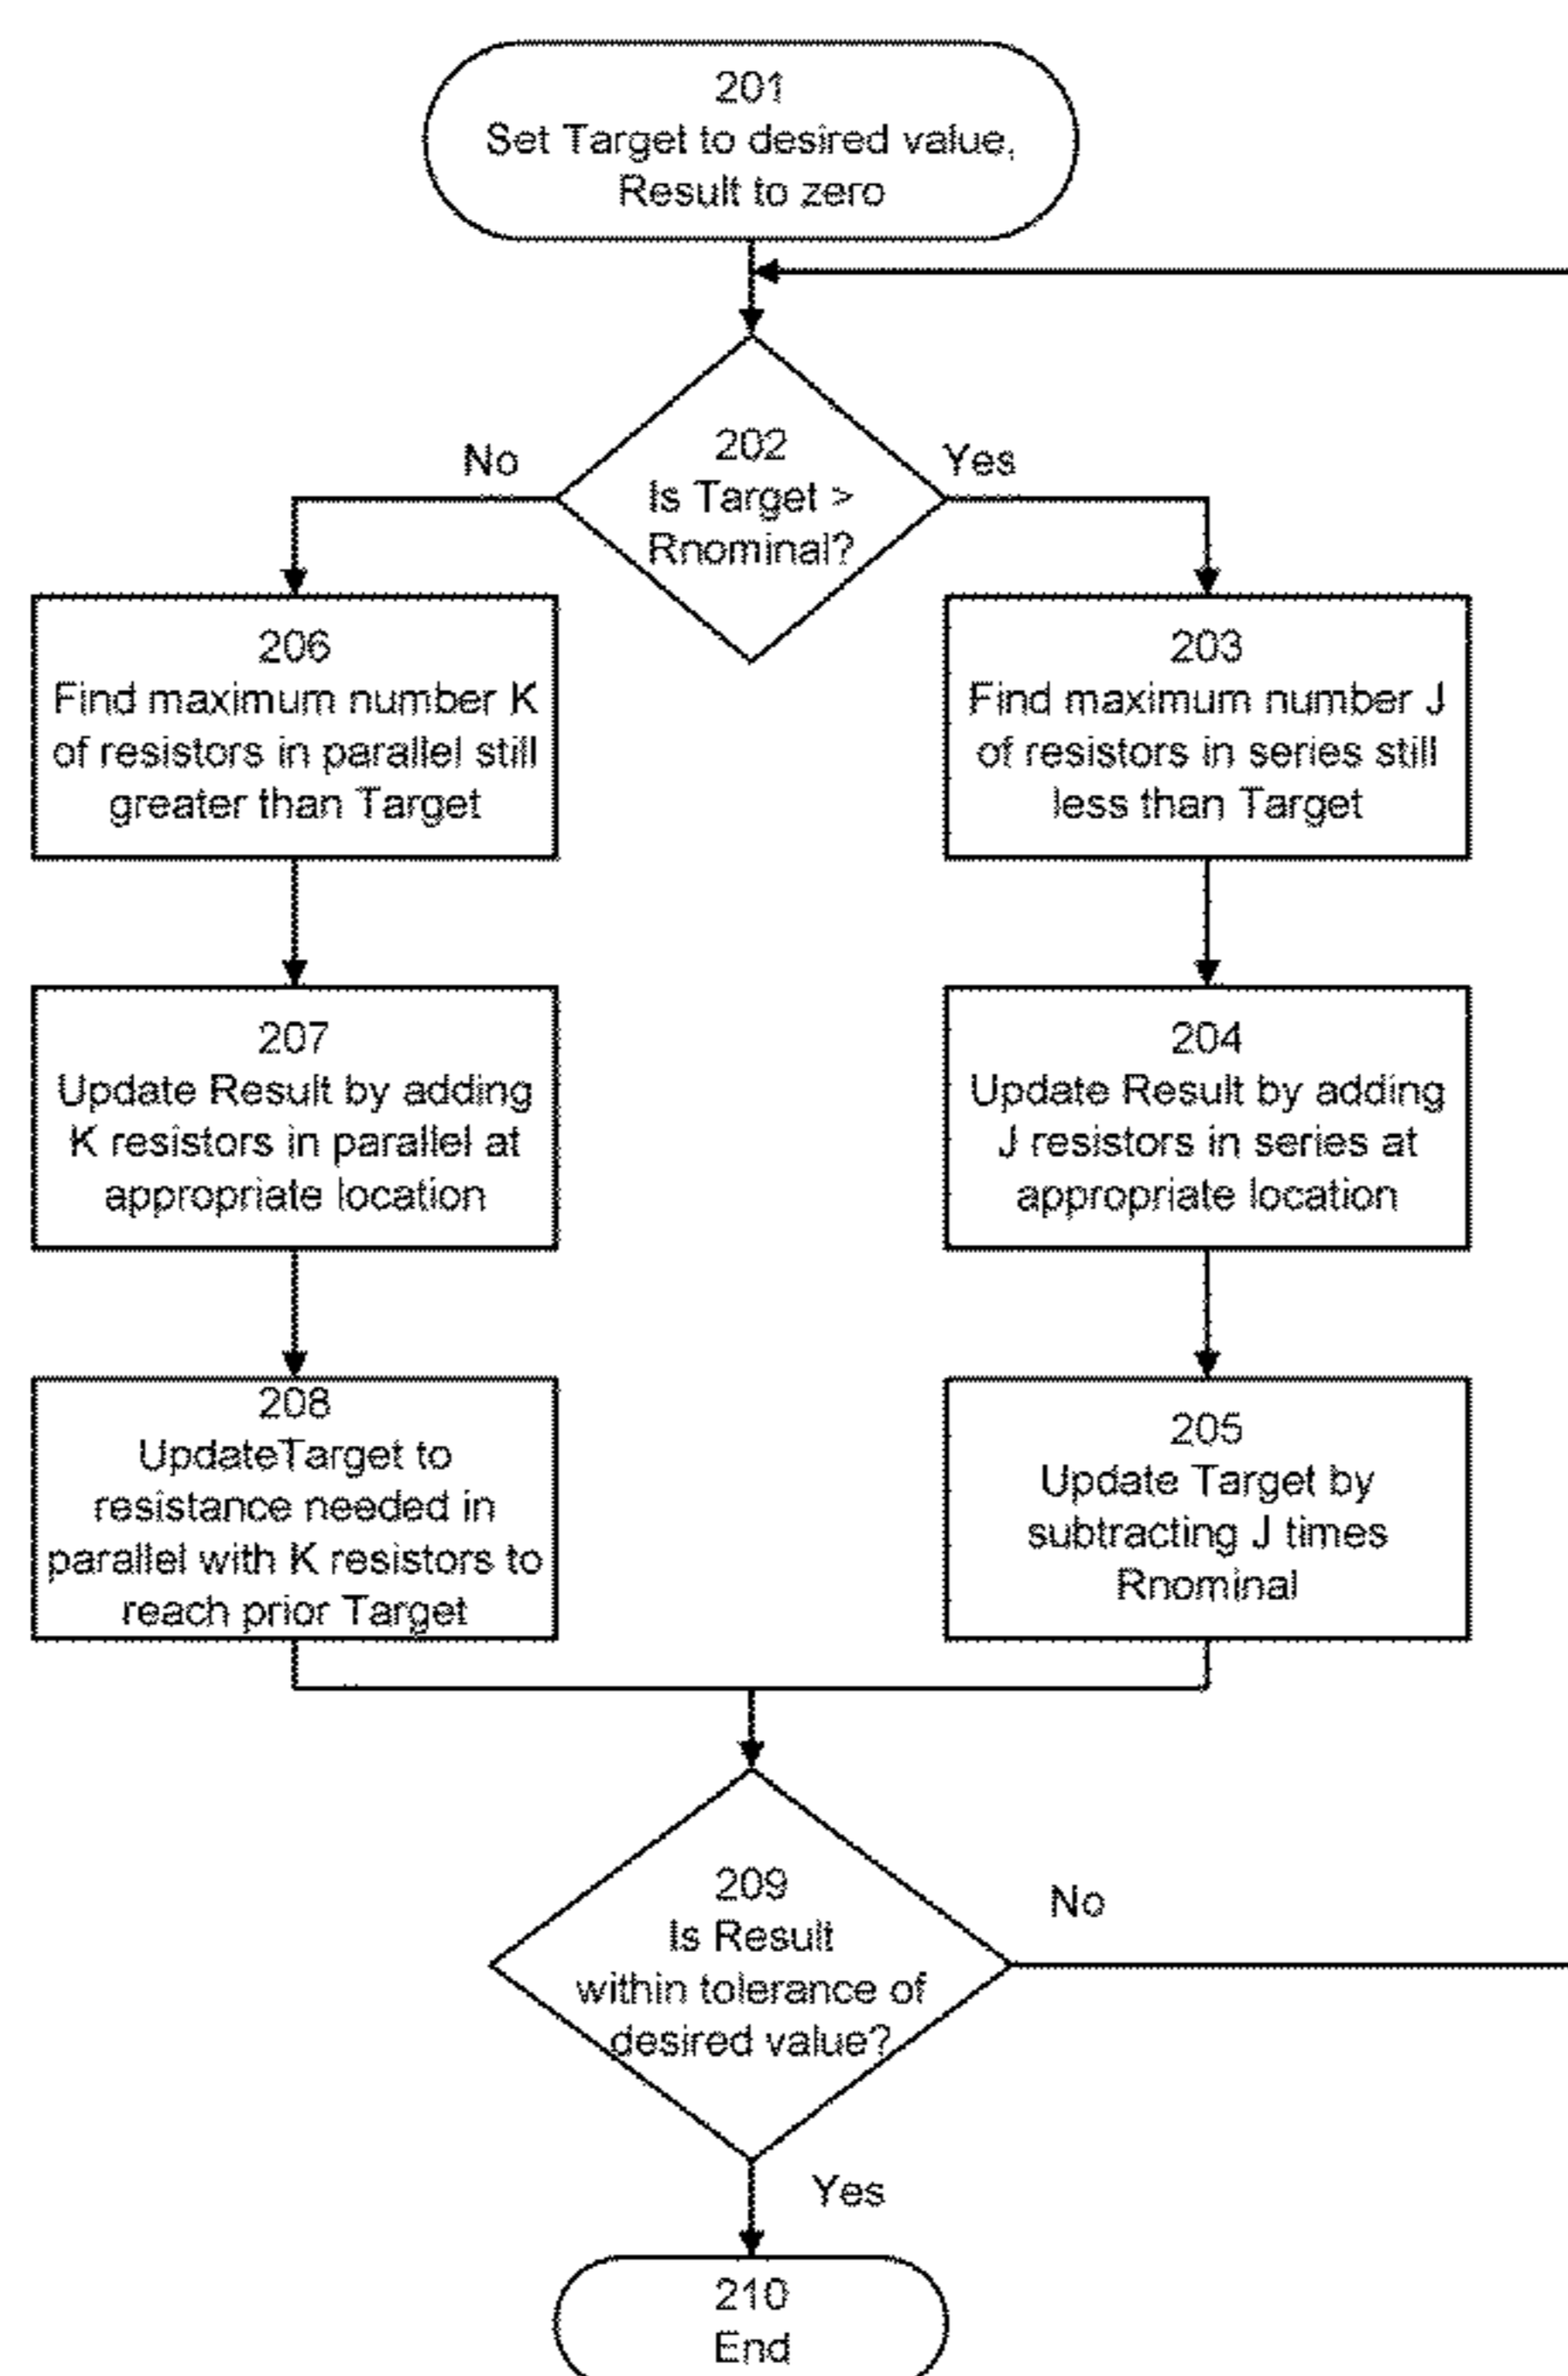 201
Set Target to desired value,
Result to zero
No
202
Is Target >
Rnominal?
Yes
206
Find maximum number K
of resistors in parallel still
greater than Target
203
Find maximum number J
of resistors in series still
less than Target
207
Update Result by adding
K resistors in parallel at
appropriate location
204
Update Result by adding
J resistors in series at
appropriate location
208
UpdateTarget to
resistance needed in
parallel with K resistors to
reach prior Target
205
Update Target by
subtracting J times
Rnominal
209
Is Result
within tolerance of
desired value?
No
Yes
210
End